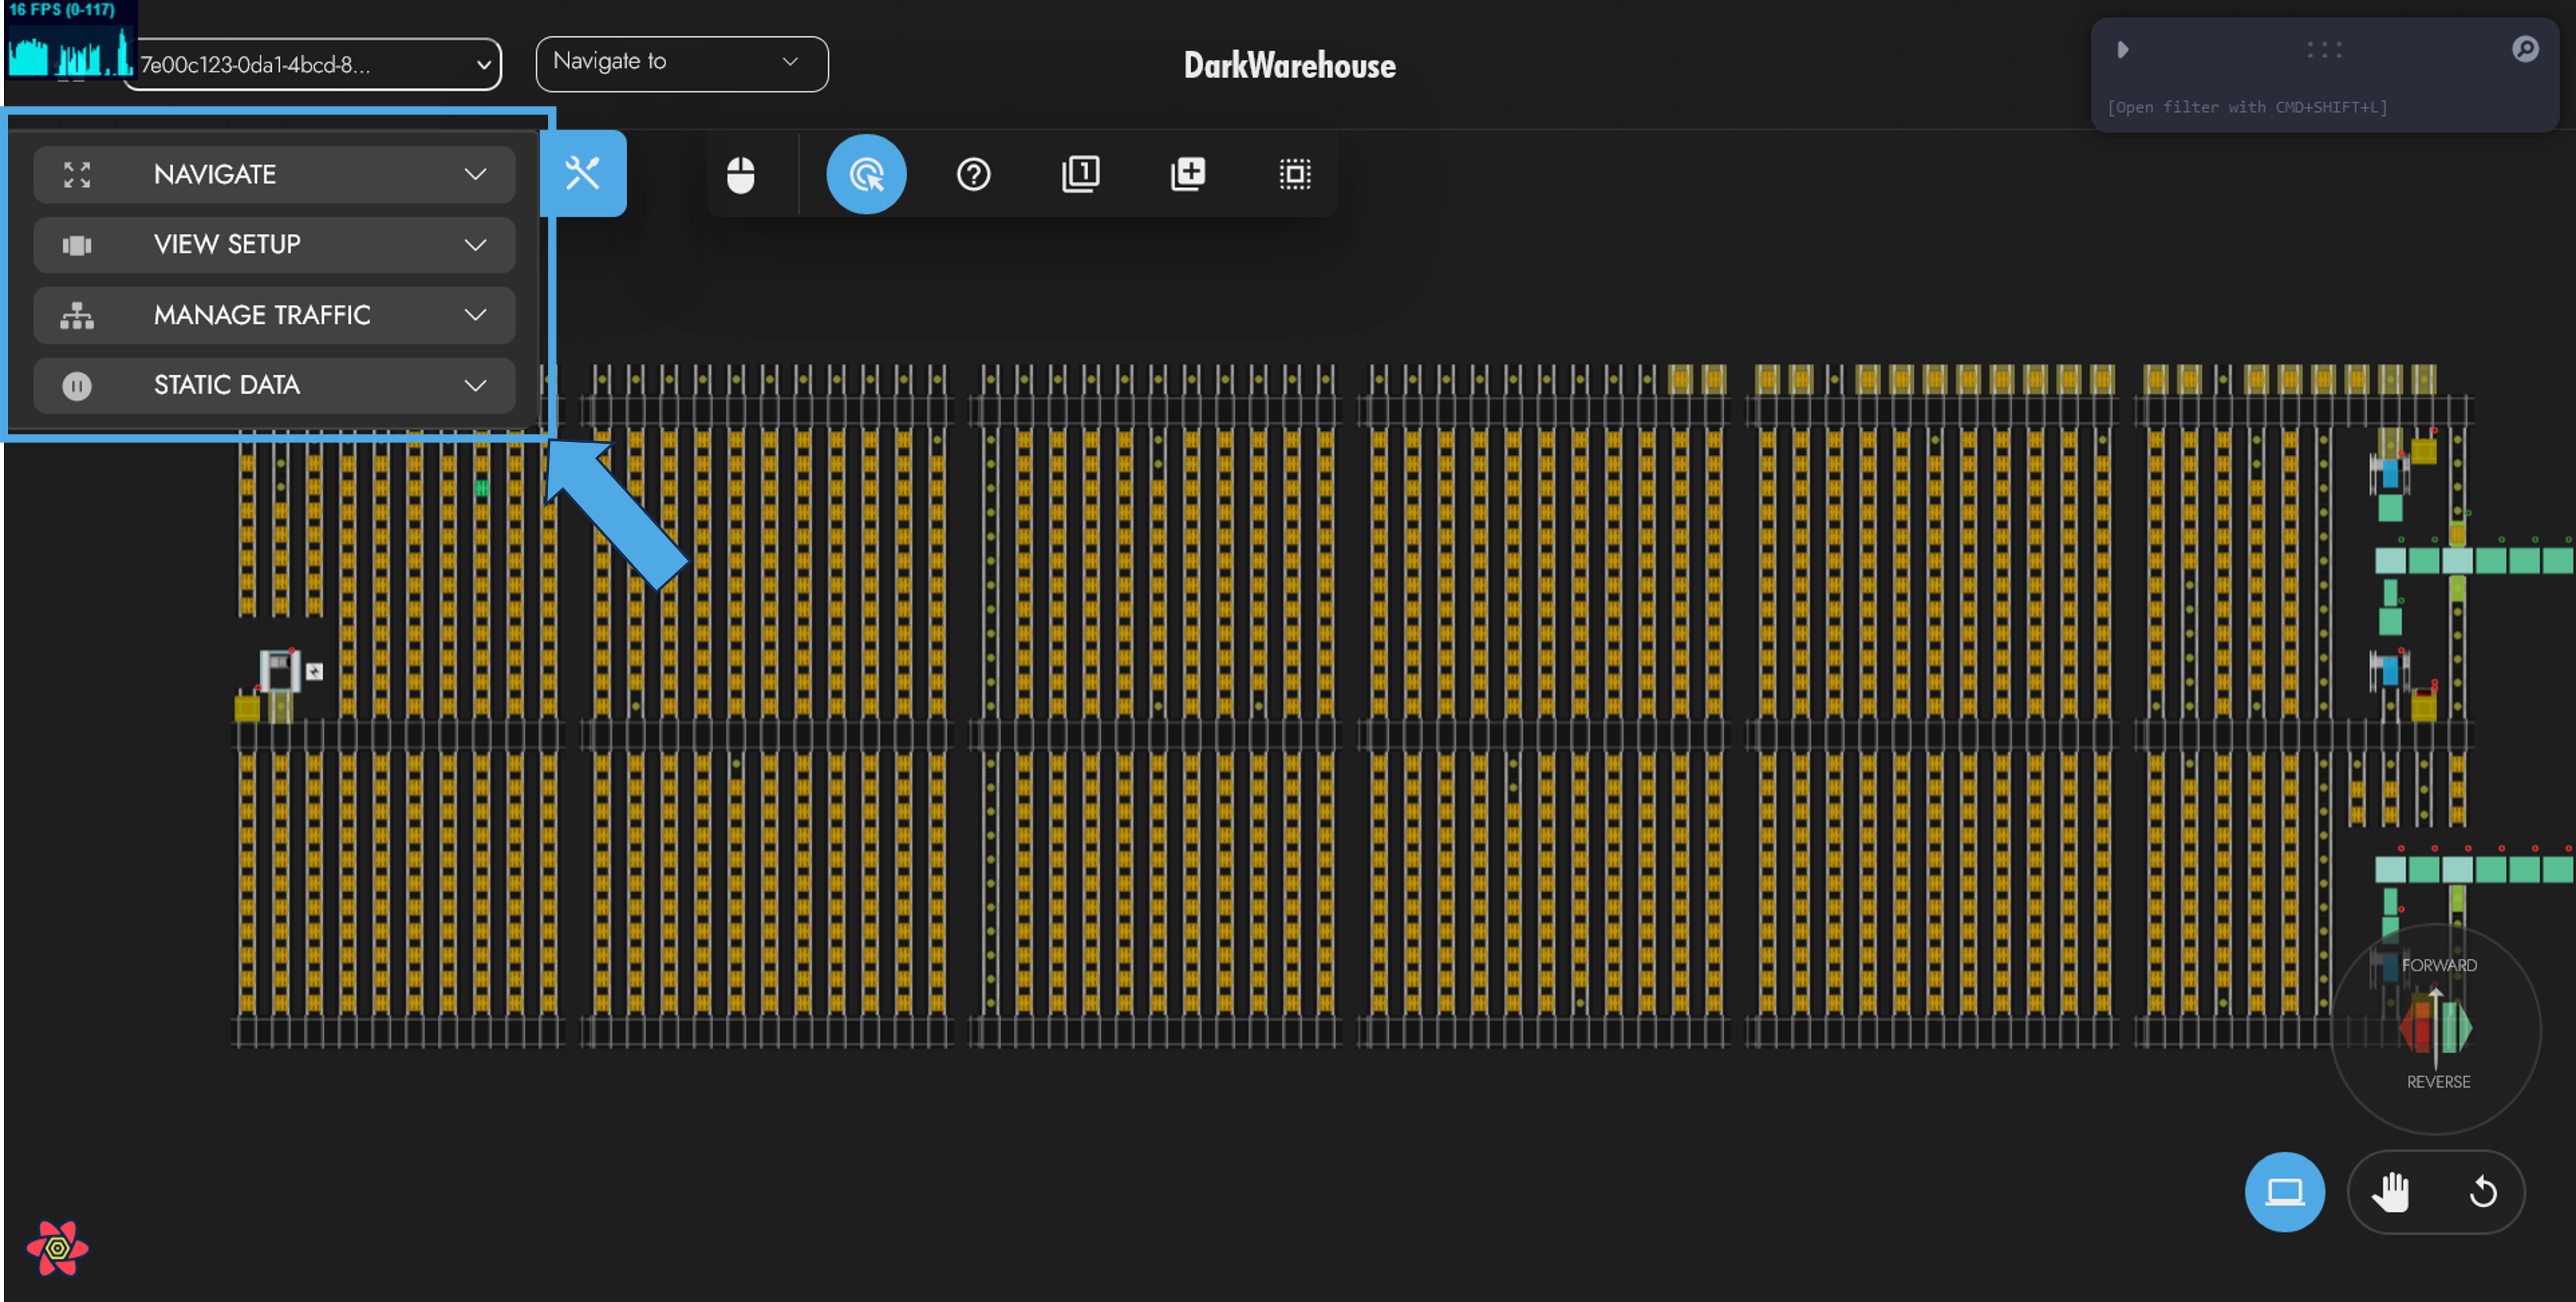 16 FPS (0-117)
7e00c123-0da1-4bcd-8...
Navigate to
DarkWarehouse
[Open filter with CMD+SHIFT+L]
NAVIGATE
VIEW SETUP
MANAGE TRAFFIC
STATIC DATA
1
FORWARD
REVERSE